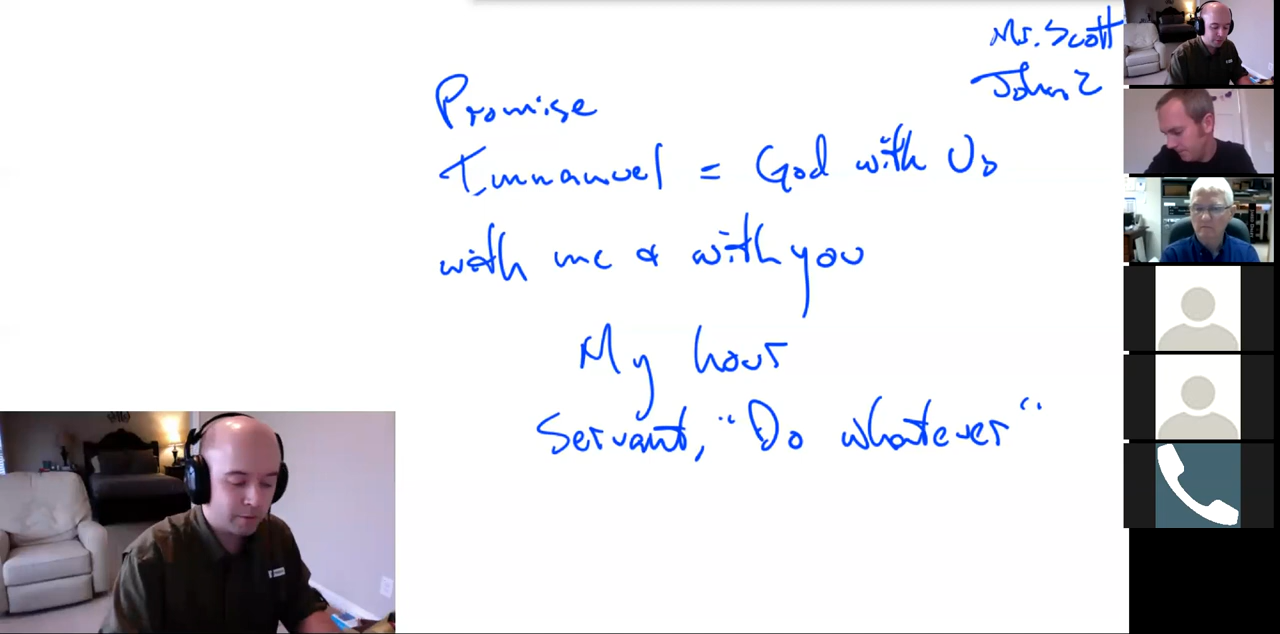 Mr. Scott
John 2
Promise
Immanuel = God with Us
with me & with you
My hour
Servant, "Do whatever"